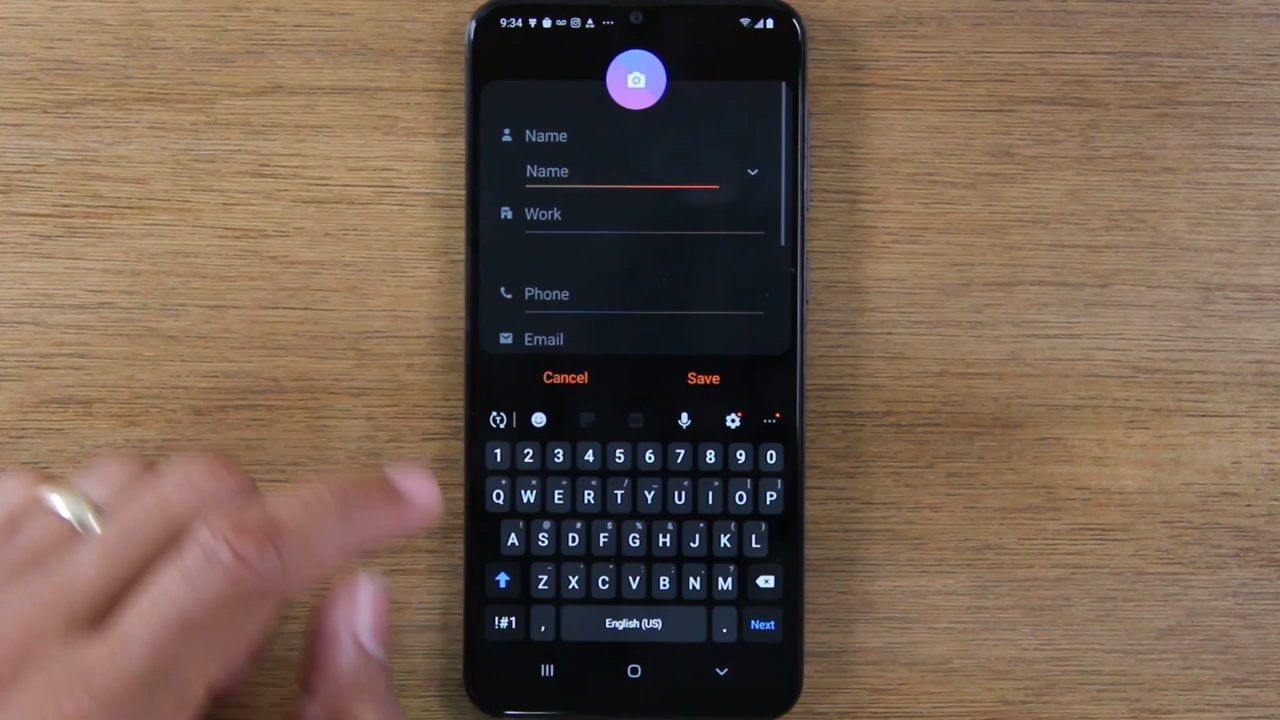 9:34
Name
Name
Work
Phone
Email
Cancel Save
1 2 3 4 5 6 7 8 9 0
Q W E R T Y U I O P
A S D F G H J K L
Z X C V B N M
!#1 , English (US) . Next